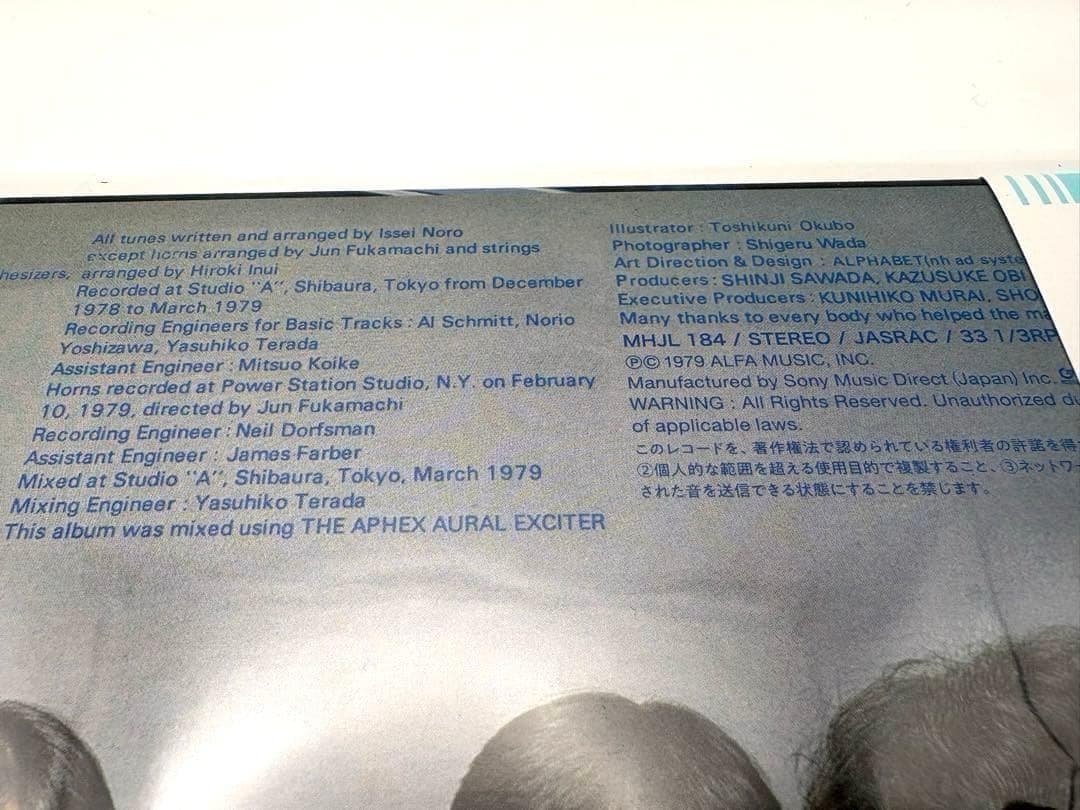 All tunes written and arranged by Issei Noro
except horns arranged by Jun Fukamachi and strings
hesizers, arranged by Hiroki Inui
Recorded at Studio "A", Shibaura, Tokyo from December
1978 to March 1979
Recording Engineers for Basic Tracks : Al Schmitt, Norio
Yoshizawa, Yasuhiko Terada
Assistant Engineer : Mitsuo Koike
Horns recorded at Power Station Studio, N.Y. on February
10, 1979, directed by Jun Fukamachi
Recording Engineer : Neil Dorfsman
Assistant Engineer : James Farber
Mixed at Studio "A", Shibaura, Tokyo, March 1979
Mixing Engineer : Yasuhiko Terada
This album was mixed using THE APHEX AURAL EXCITER
Illustrator : Toshikuni Okubo
Photographer : Shigeru Wada
Art Direction & Design : ALPHABET(nh ad syste
Producers : SHINJI SAWADA, KAZUSUKE OBI
Executive Producers : KUNIHIKO MURAI, SHO
Many thanks to every body who helped the ma
MHJL 184 / STEREO / JASRAC / 33 1/3RP
Ⓟ© 1979 ALFA MUSIC, INC.
Manufactured by Sony Music Direct (Japan) Inc.
WARNING : All Rights Reserved. Unauthorized du
of applicable laws.
このレコードを、著作権法で認められている権利者の許諾を得
②個人的な範囲を超える使用目的で複製すること、③ネットワー
された音を送信できる状態にすることを禁じます。